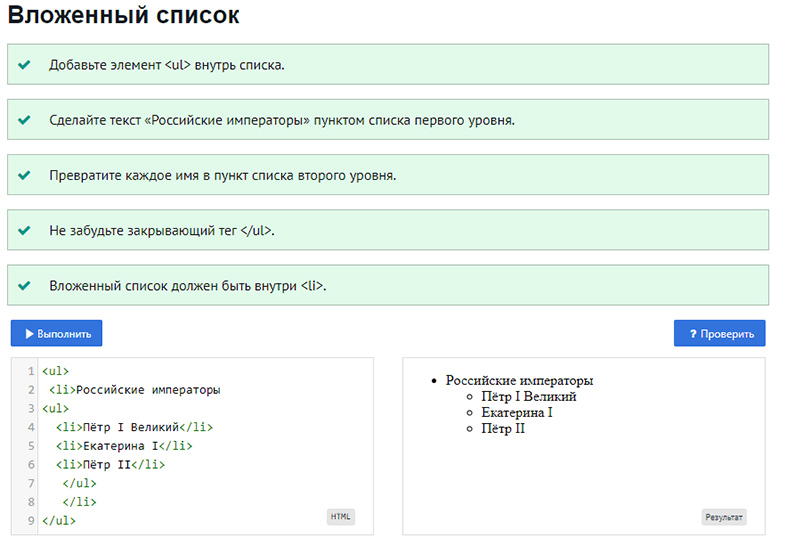 Вложенный список
Добавьте элемент <ul> внутрь списка.
Сделайте текст «Российские императоры» пунктом списка первого уровня.
Превратите каждое имя в пункт списка второго уровня.
Не забудьте закрывающий тег </ul>.
Вложенный список должен быть внутри <li>.
Выполнить
? Проверить
1 <ul>
2 <li>Российские императоры
3 <ul>
4 <li>Пётр I Великий</li>
5 <li>Екатерина I</li>
6 <li>Пётр II</li>
7 </ul>
8 </li>
9 </ul>
HTML
Российские императоры
Пётр I Великий
Екатерина I
Пётр II
Результат